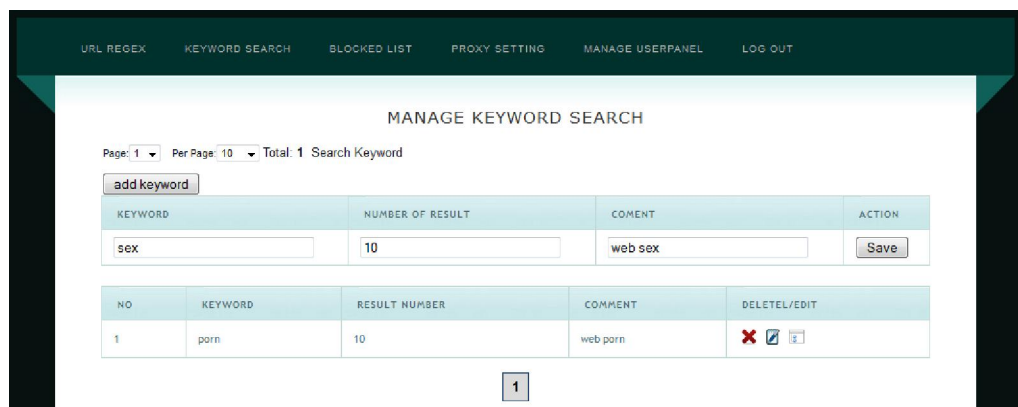 URL REGEX KEYWORD SEARCH BLOCKED LIST PROXY SETTING MANAGE USERPANEL LOG OUT
MANAGE KEYWORD SEARCH
Page: 1 Per Page: 10 Total: 1 Search Keyword
add keyword
KEYWORD NUMBER OF RESULT COMENT ACTION
sex 10 web sex Save
NO KEYWORD RESULT NUMBER COMMENT DELETEL/EDIT
1 porn 10 web porn
1